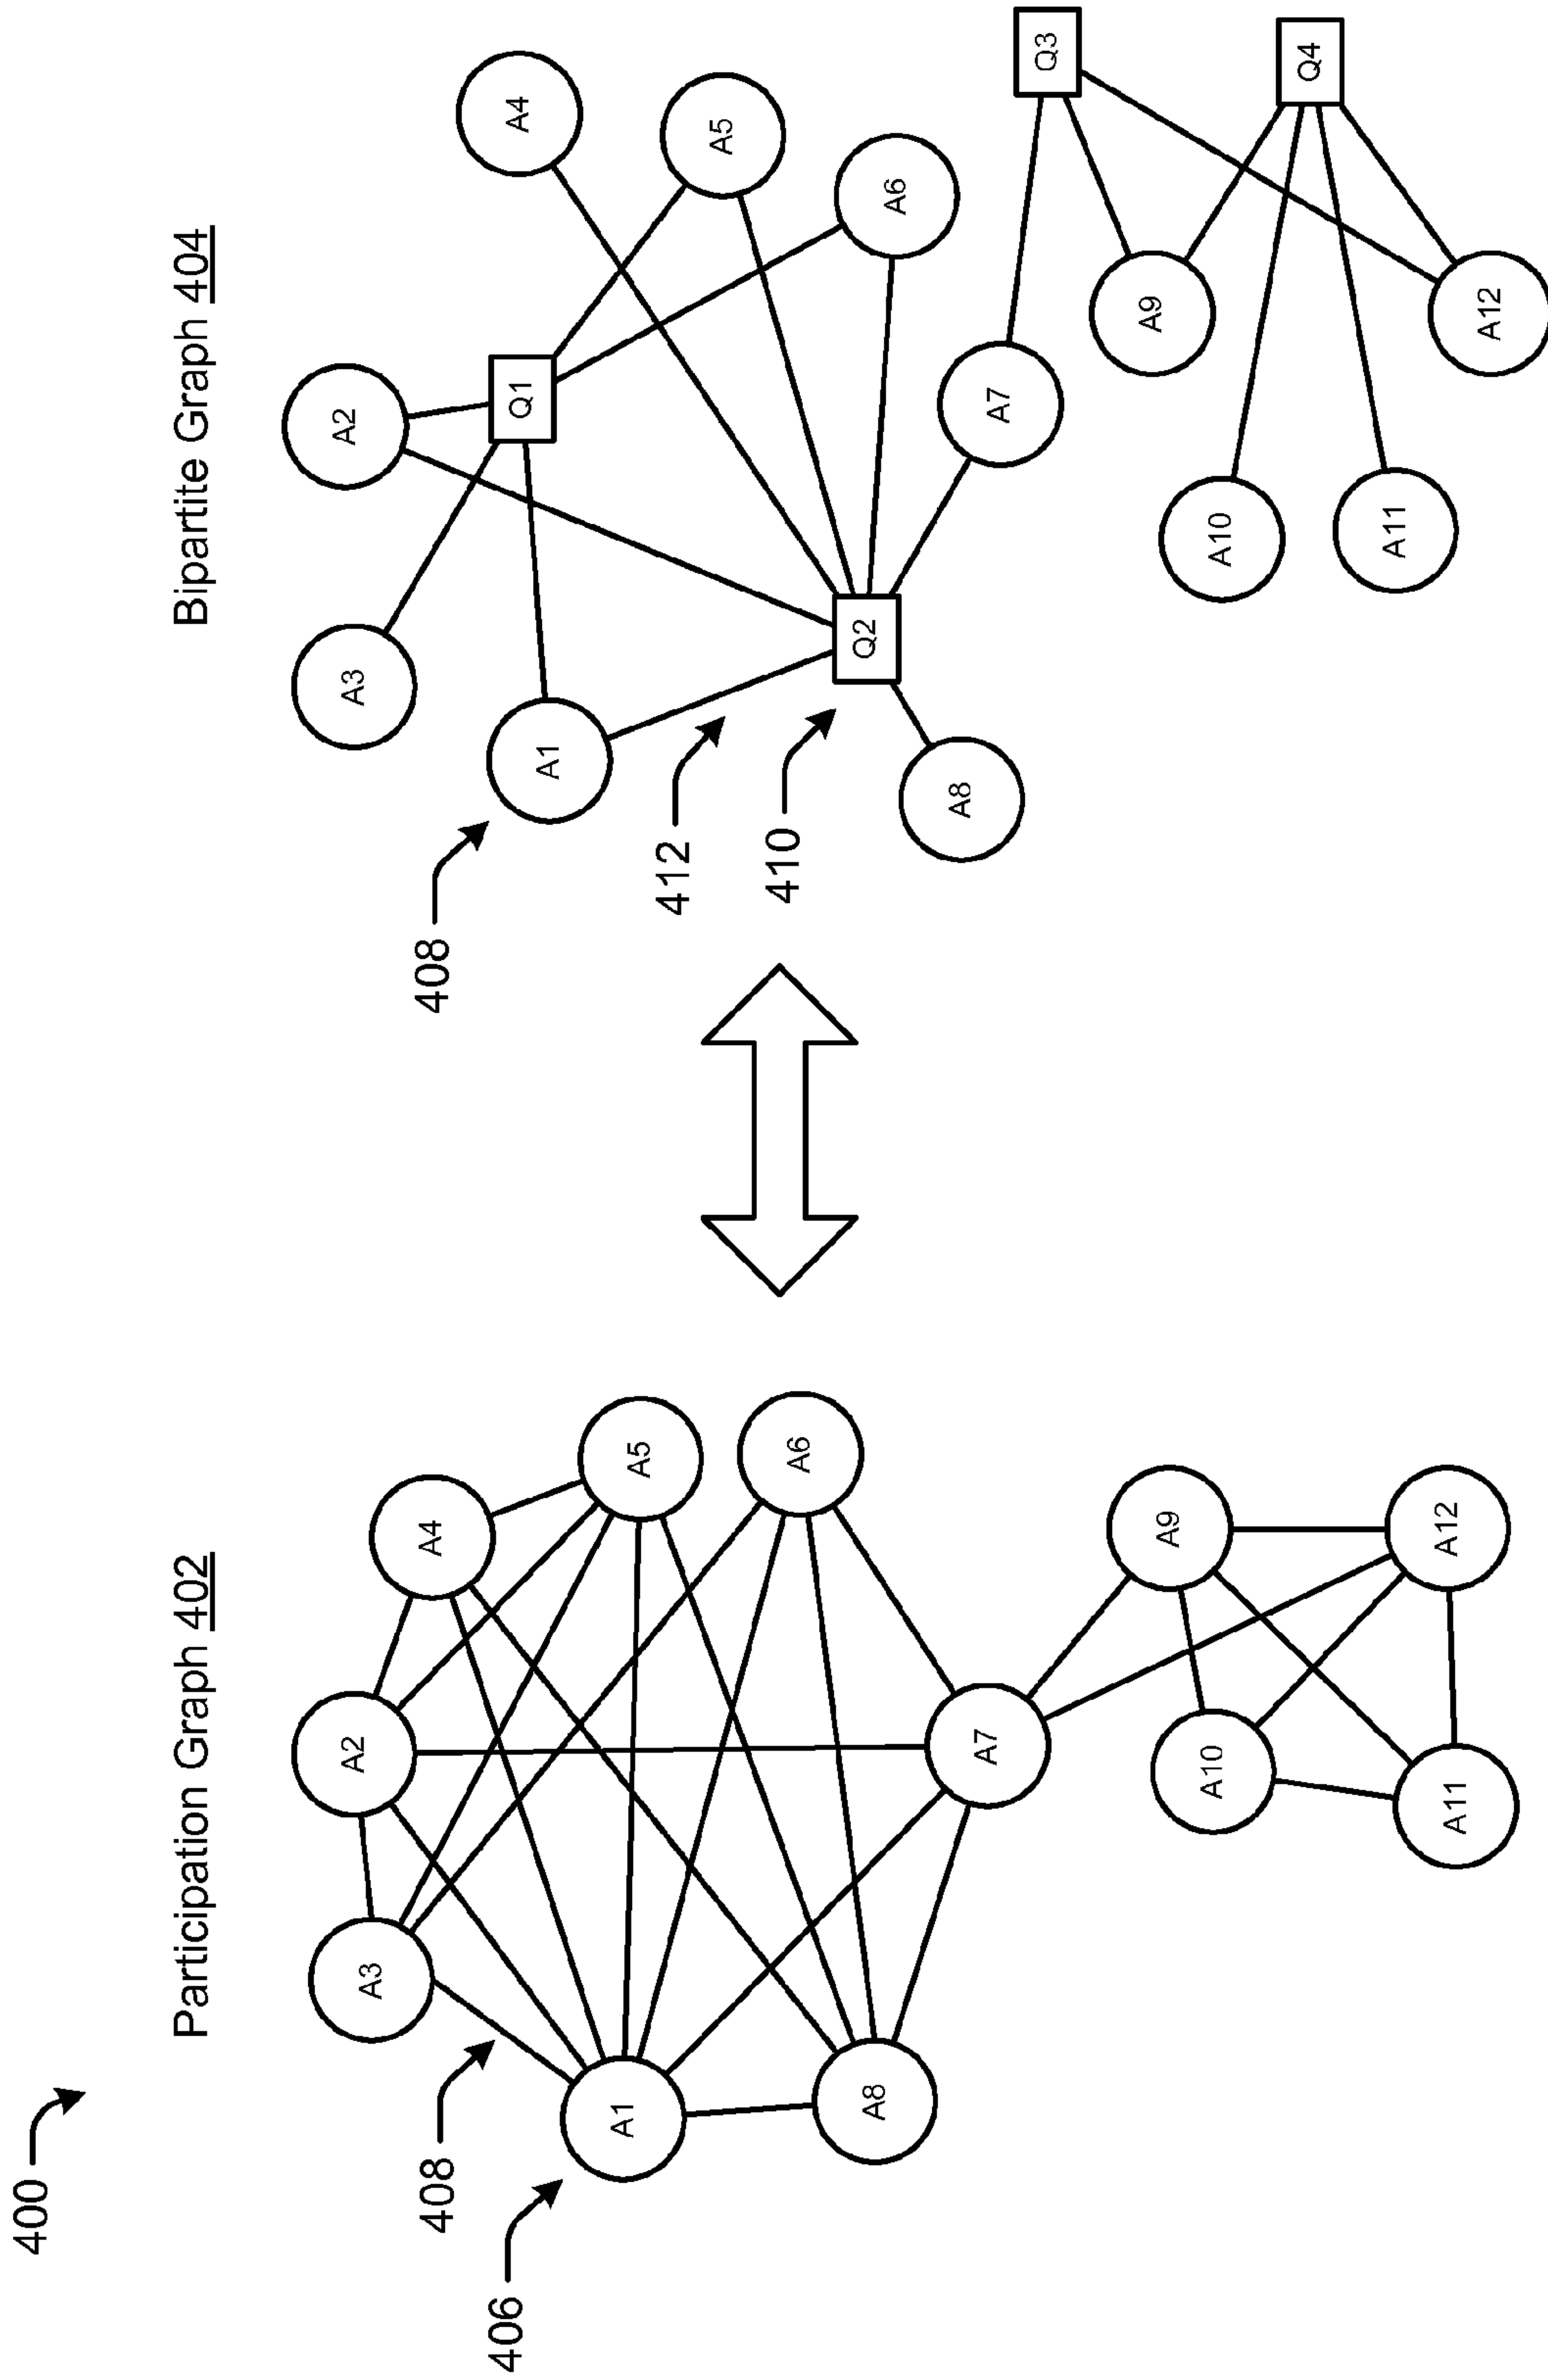 400
Participation Graph 402
Bipartite Graph 404
406
408
A1
A2
A3
A4
A5
A6
A7
A8
A9
A10
A11
A12
408
412
410
A1
A2
A3
A4
A5
A6
A7
A8
A9
A10
A11
A12
Q1
Q2
Q3
Q4